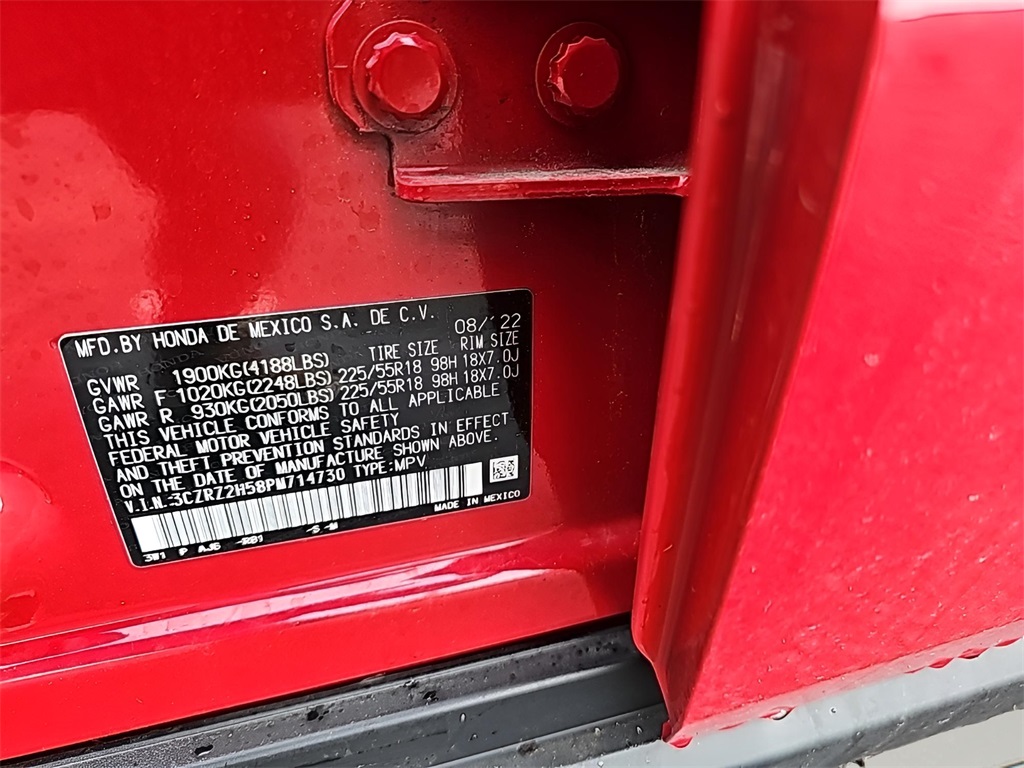 MFD.BY HONDA DE MEXICO S.A. DE C.V. 08/'22
GVWR 1900KG(4188LBS) TIRE SIZE RIM SIZE
GAWR F 1020KG(2248LBS) 225/55R18 98H 18X7.0J
GAWR R 930KG(2050LBS) 225/55R18 98H 18X7.0J
THIS VEHICLE CONFORMS TO ALL APPLICABLE
FEDERAL MOTOR VEHICLE SAFETY
AND THEFT PREVENTION STANDARDS IN EFFECT
ON THE DATE OF MANUFACTURE SHOWN ABOVE.
V.I.N.-3CZRZ2H58PM714730 TYPE:MPV
MADE IN MEXICO
3W1 P AJ6 -S -M